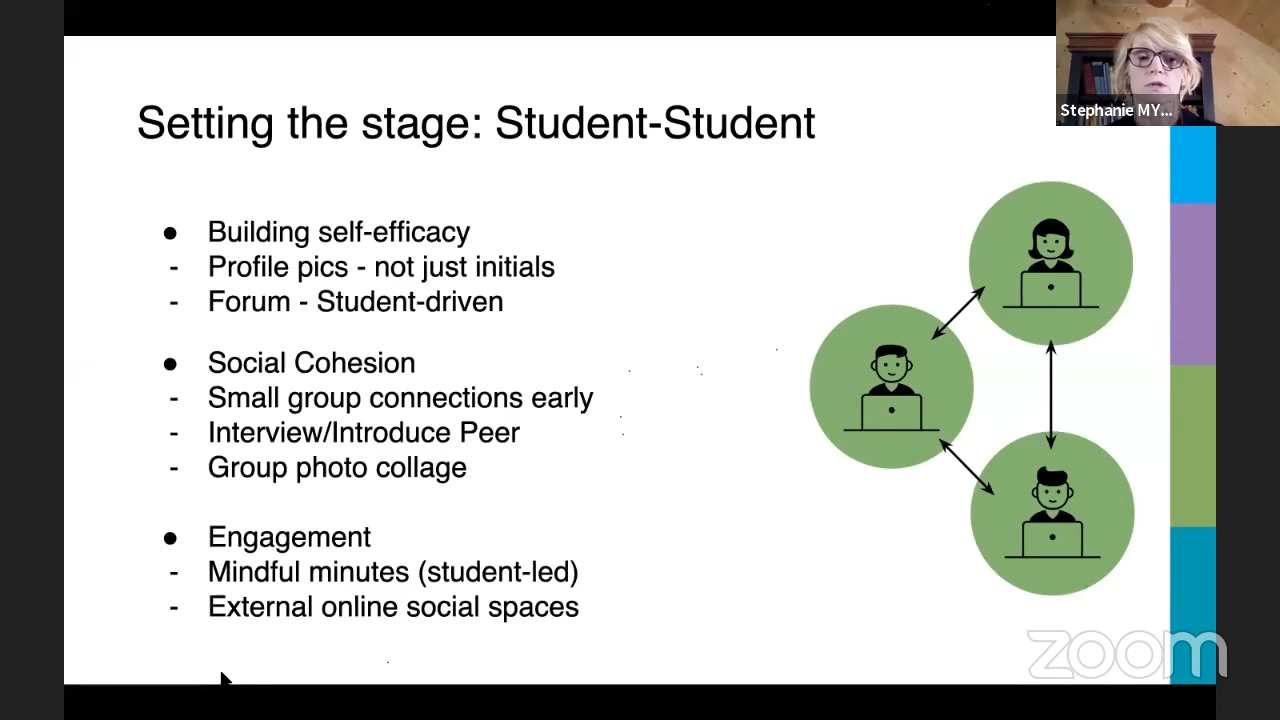 Setting the stage: Student-Student
● Building self-efficacy
- Profile pics - not just initials
- Forum - Student-driven
● Social Cohesion
- Small group connections early
- Interview/Introduce Peer
- Group photo collage
● Engagement
- Mindful minutes (student-led)
- External online social spaces
Stephanie MY...
zoom